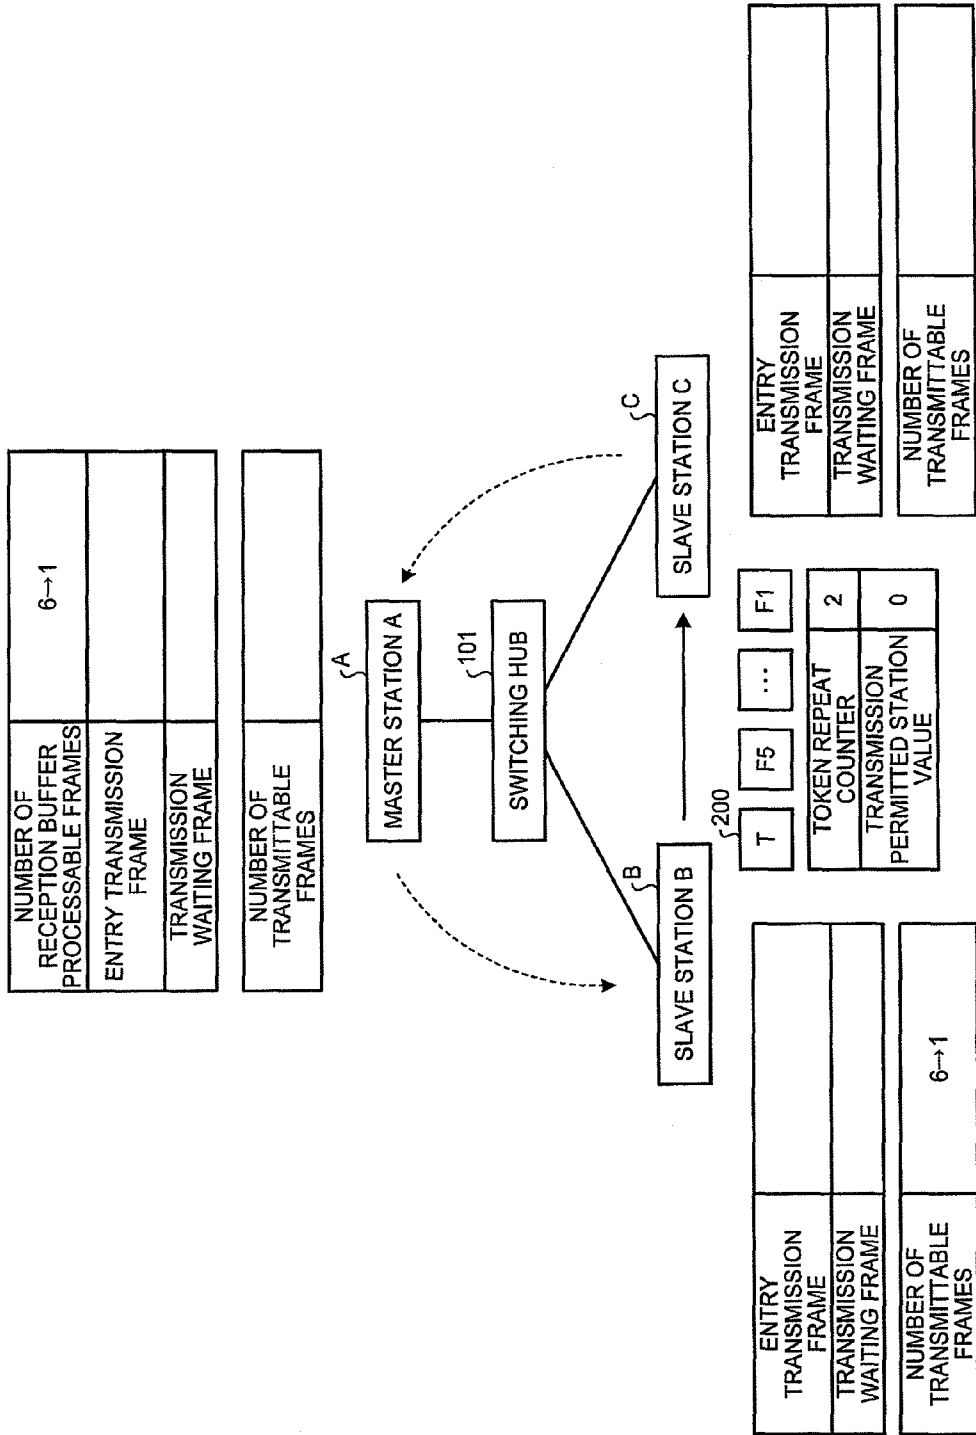 NUMBER OF
RECEPTION BUFFER
PROCESSABLE FRAMES
6→1
ENTRY TRANSMISSION
FRAME
TRANSMISSION
WAITING FRAME
NUMBER OF
TRANSMITTABLE
FRAMES
A
MASTER STATION A
101
SWITCHING HUB
B
SLAVE STATION B
C
SLAVE STATION C
200
T
F5
...
F1
TOKEN REPEAT
COUNTER
2
TRANSMISSION
PERMITTED STATION
VALUE
0
ENTRY
TRANSMISSION
FRAME
TRANSMISSION
WAITING FRAME
NUMBER OF
TRANSMITTABLE
FRAMES
6→1
ENTRY
TRANSMISSION
FRAME
TRANSMISSION
WAITING FRAME
NUMBER OF
TRANSMITTABLE
FRAMES